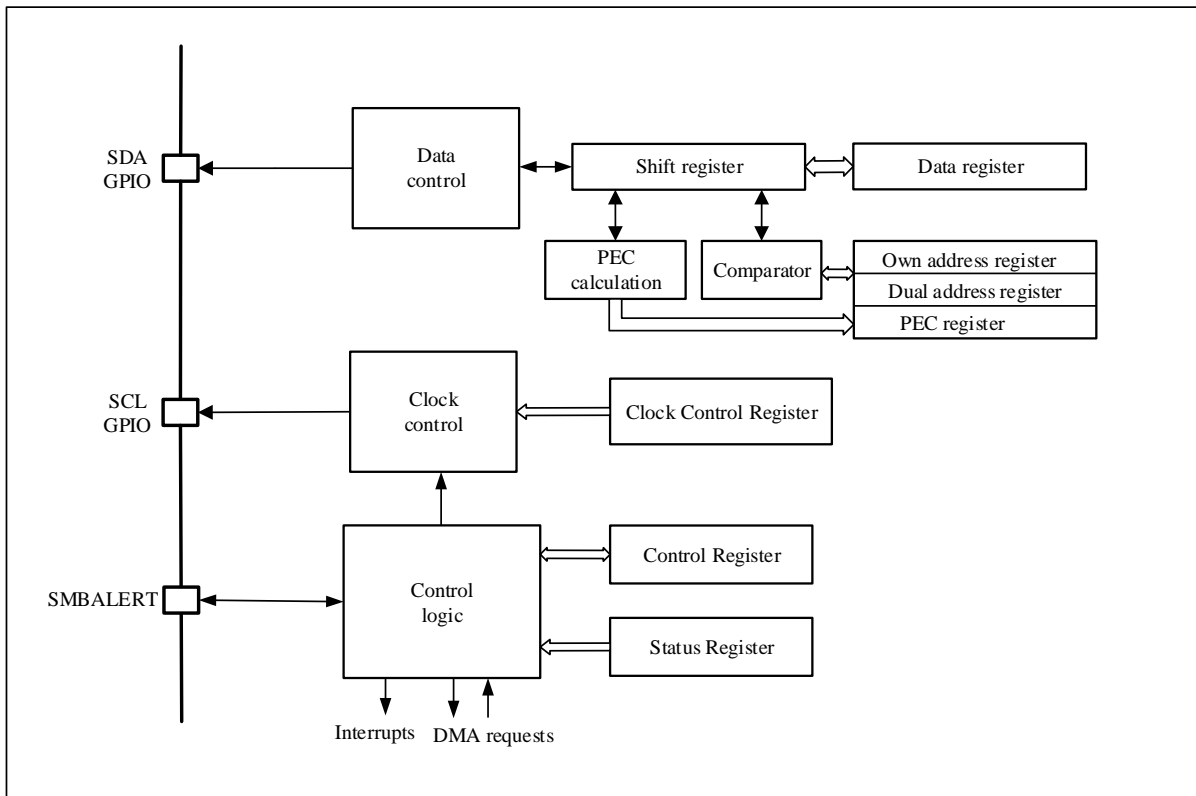 SDA
GPIO
Data
control
Shift register
Data register
PEC
calculation
Comparator
Own address register
Dual address register
PEC register
SCL
GPIO
Clock
control
Clock Control Register
SMBALERT
Control
logic
Control Register
Status Register
Interrupts
DMA requests